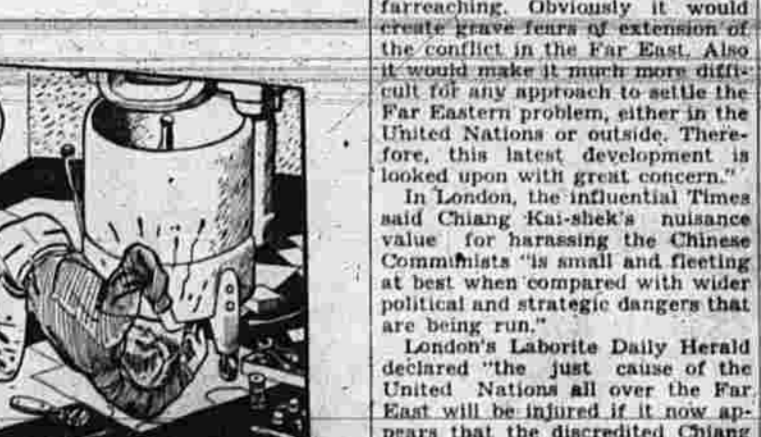 farreaching. Obviously it would
create grave fears of extension of
the conflict in the Far East. Also
it would make it much more diffi-
cult for any approach to settle the
Far Eastern problem, either in the
United Nations or outside. There-
fore, this latest development is
looked upon with great concern."
In London, the influential Times
said Chiang Kai-shek's nuisance
value for harassing the Chinese
Communists "is small and fleeting
at best when compared with wider
political and strategic dangers that
are being run."
London's Laborite Daily Herald
declared "the just cause of the
United Nations all over the Far
East will be injured if it now ap-
pears that the discredited Chiang